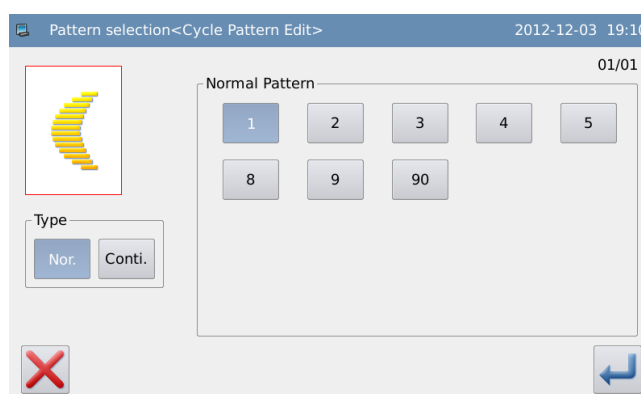 Pattern selection<Cycle Pattern Edit> 2012-12-03 19:10
01/01
Normal Pattern
1 2 3 4 5
8 9 90
Type
Nor. Conti.